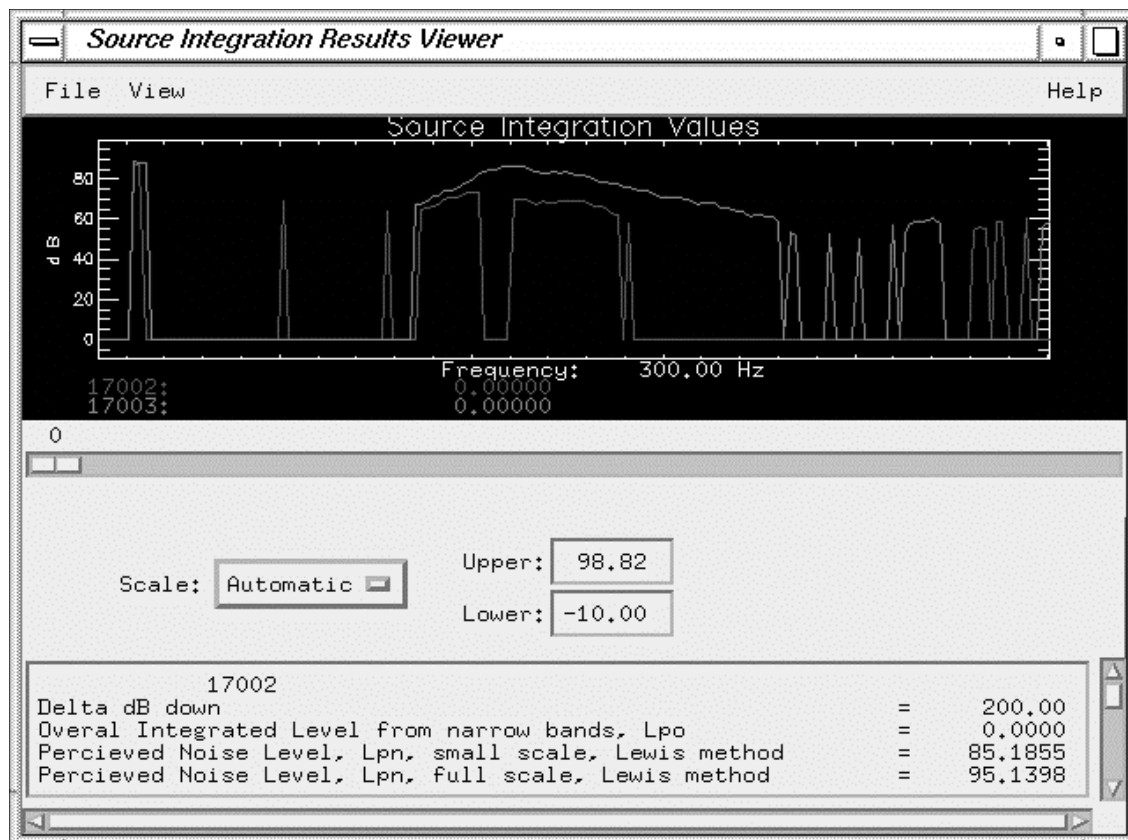 Source Integration Results Viewer
File View Help
Source Integration Values
80
60
40
20
0
dB
Frequency: 300.00 Hz
17002: 0.00000
17003: 0.00000
0
Scale: Automatic
Upper: 98.82
Lower: -10.00
17002
Delta dB down = 200.00
Overal Integrated Level from narrow bands, Lpo = 0.0000
Percieved Noise Level, Lpn, small scale, Lewis method = 85.1855
Percieved Noise Level, Lpn, full scale, Lewis method = 95.1398